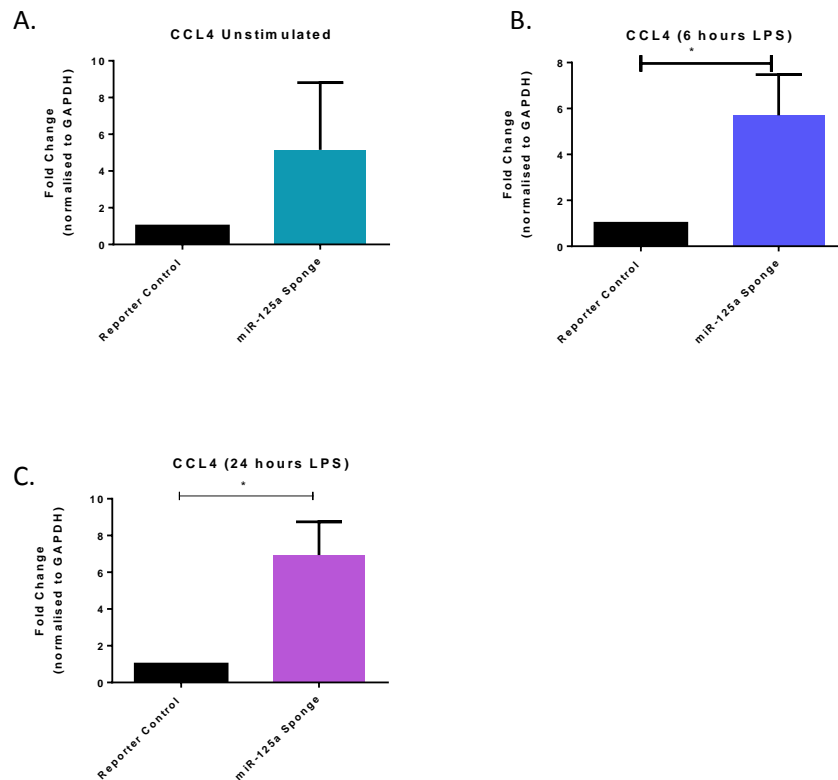 A.
CCL4 Unstimulated
Fold Change
(normalised to GAPDH)
10
8
6
4
2
0
Reporter Control
miR-125a Sponge
B.
CCL4 (6 hours LPS)
*
Fold Change
(normalised to GAPDH)
8
6
4
2
0
Reporter Control
miR-125a Sponge
C.
CCL4 (24 hours LPS)
*
Fold Change
(normalised to GAPDH)
10
8
6
4
2
0
Reporter Control
miR-125a Sponge